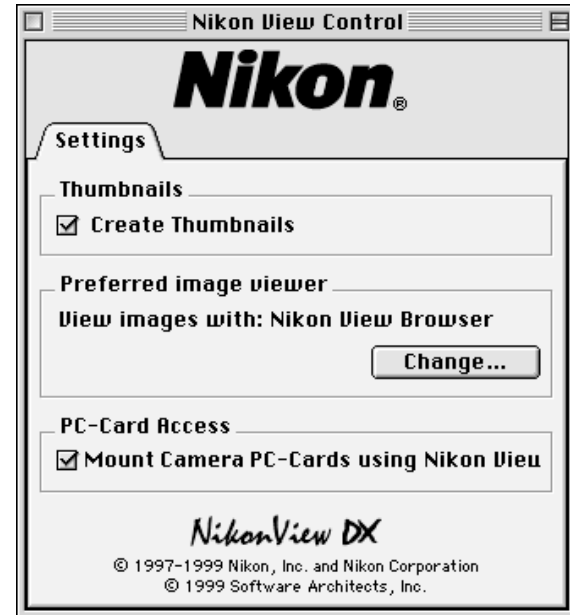 Nikon View Control
Nikon®
Settings
Thumbnails
Create Thumbnails
Preferred image viewer
View images with: Nikon View Browser
Change...
PC-Card Access
Mount Camera PC-Cards using Nikon View
NikonView DX
© 1997-1999 Nikon, Inc. and Nikon Corporation
© 1999 Software Architects, Inc.